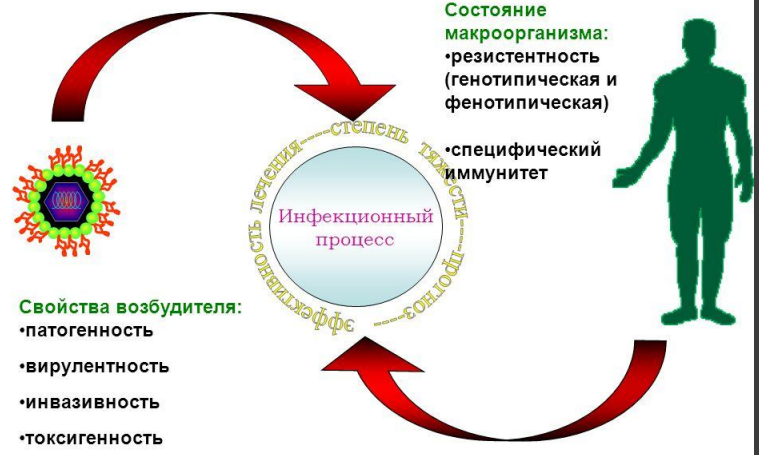 Состояние
макроорганизма:
•резистентность
(генотипическая и
фенотипическая)
•специфический
иммунитет
эффективность лечения----степень тяжести----прогноз----
Инфекционный
процесс
Свойства возбудителя:
•патогенность
•вирулентность
•инвазивность
•токсигенность